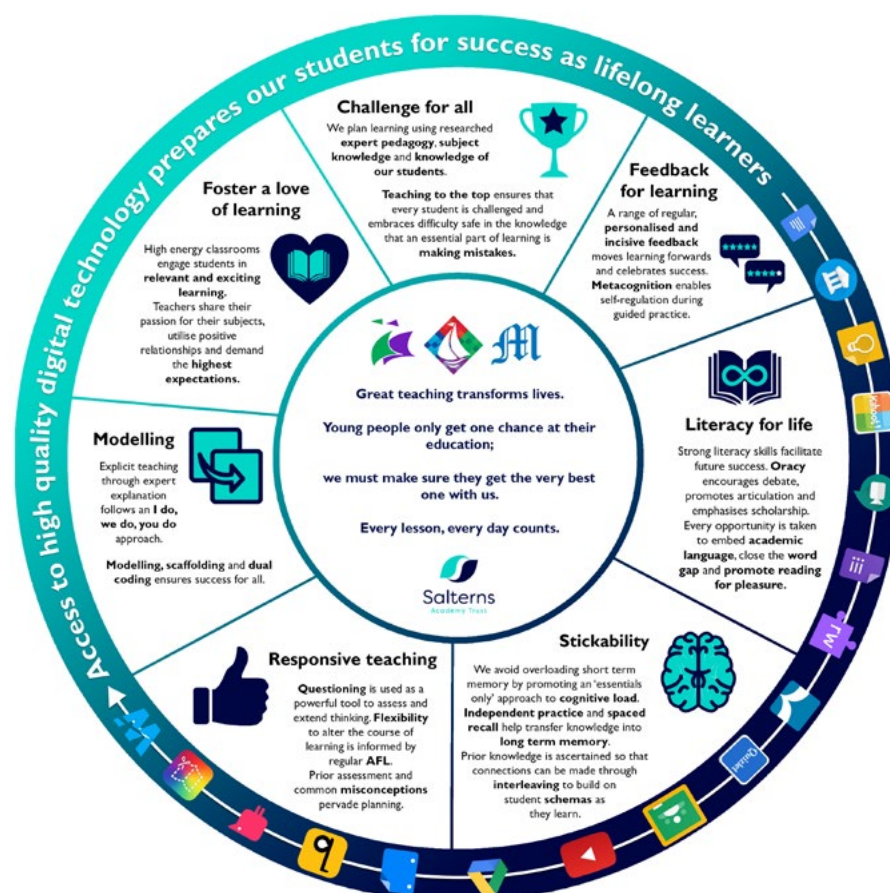 Access to high quality digital technology prepares our students for success as lifelong learners
Challenge for all
We plan learning using researched
expert pedagogy, subject
knowledge and knowledge of
our students.
Teaching to the top ensures that
every student is challenged and
embraces difficulty safe in the knowledge
that an essential part of learning is
making mistakes.
Feedback
for learning
A range of regular,
personalised and
incisive feedback
moves learning forwards
and celebrates success.
Metacognition enables
self-regulation during
guided practice.
Literacy for life
Strong literacy skills facilitate
future success. Oracy
encourages debate,
promotes articulation and
emphasises scholarship.
Every opportunity is taken
to embed academic
language, close the word
gap and promote reading
for pleasure.
Stickability
We avoid overloading short term
memory by promoting an 'essentials
only' approach to cognitive load.
Independent practice and spaced
recall help transfer knowledge into
long term memory.
Prior knowledge is ascertained so that
connections can be made through
interleaving to build on
student schemas as
they learn.
Responsive teaching
Questioning is used as a
powerful tool to assess and
extend thinking. Flexibility
to alter the course of
learning is informed by
regular AFL.
Prior assessment and
common misconceptions
pervade planning.
Modelling
Explicit teaching
through expert
explanation
follows an I do,
we do, you do
approach.
Modelling, scaffolding and dual
coding ensures success for all.
Foster a love
of learning
High energy classrooms
engage students in
relevant and exciting
learning.
Teachers share their
passion for their subjects,
utilise positive
relationships and demand
the highest
expectations.
M
Great teaching transforms lives.
Young people only get one chance at their
education;
we must make sure they get the very best
one with us.
Every lesson, every day counts.
Salterns
Academy Trust
Kahoot!
rw
Quizlet
q